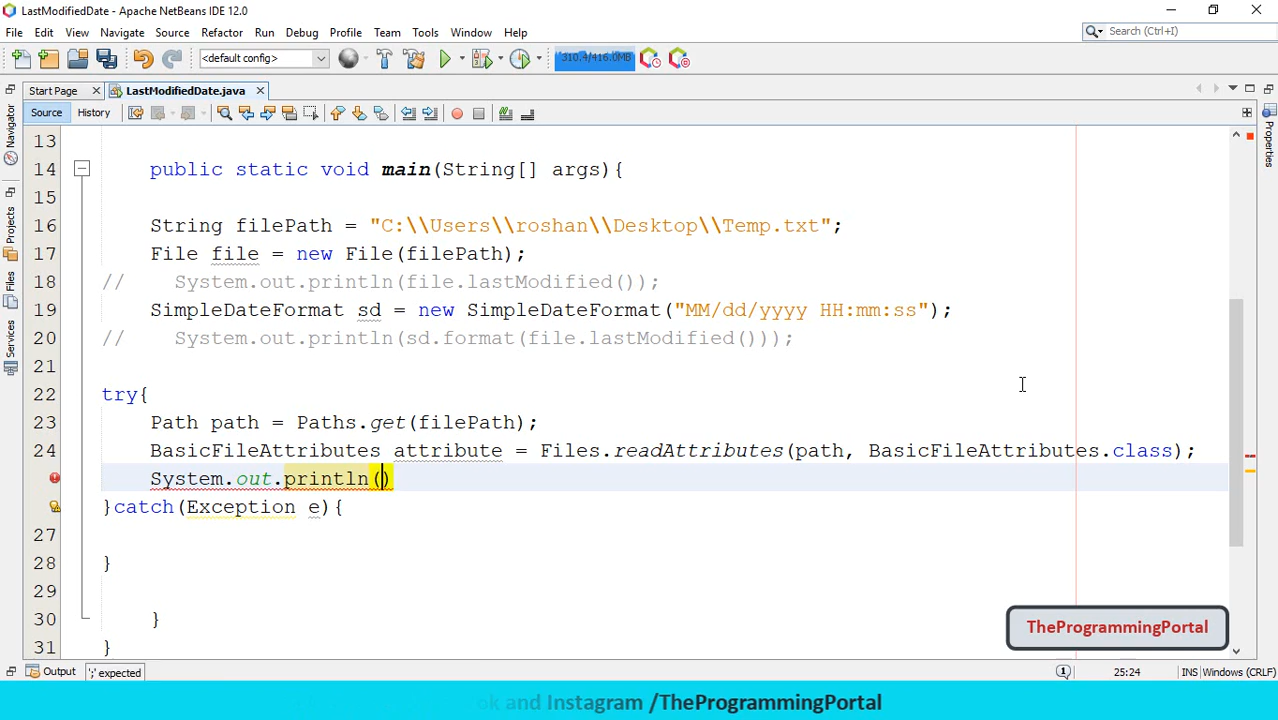 LastModifiedDate - Apache NetBeans IDE 12.0
File Edit View Navigate Source Refactor Run Debug Profile Team Tools Window Help
Search (Ctrl+I)
<default config>
310.4/416.0MB
Start Page
LastModifiedDate.java
Source History
Navigator
Projects
Files
Services
Properties
13
14 public static void main(String[] args){
15
16 String filePath = "C:\\Users\\roshan\\Desktop\\Temp.txt";
17 File file = new File(filePath);
18 // System.out.println(file.lastModified());
19 SimpleDateFormat sd = new SimpleDateFormat("MM/dd/yyyy HH:mm:ss");
20 // System.out.println(sd.format(file.lastModified()));
21
22 try{
23 Path path = Paths.get(filePath);
24 BasicFileAttributes attribute = Files.readAttributes(path, BasicFileAttributes.class);
System.out.println()
}catch(Exception e){
27
28 }
29
30 }
31 }
TheProgrammingPortal
Output
';' expected
1
25:24
INS
Windows (CRLF)
ok and Instagram /TheProgrammingPortal